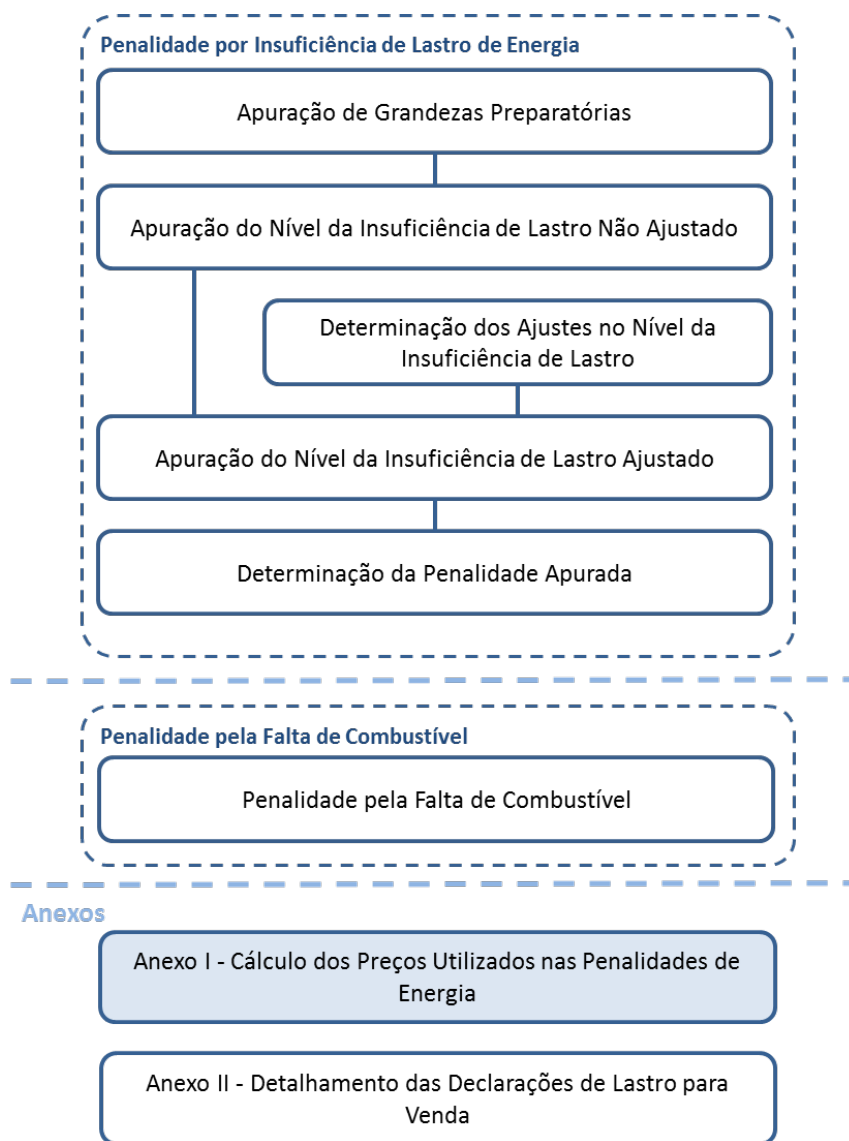 Penalidade por Insuficiência de Lastro de Energia
Apuração de Grandezas Preparatórias
Apuração do Nível da Insuficiência de Lastro Não Ajustado
Determinação dos Ajustes no Nível da
Insuficiência de Lastro
Apuração do Nível da Insuficiência de Lastro Ajustado
Determinação da Penalidade Apurada
Penalidade pela Falta de Combustível
Penalidade pela Falta de Combustível
Anexos
Anexo I - Cálculo dos Preços Utilizados nas Penalidades de
Energia
Anexo II - Detalhamento das Declarações de Lastro para
Venda